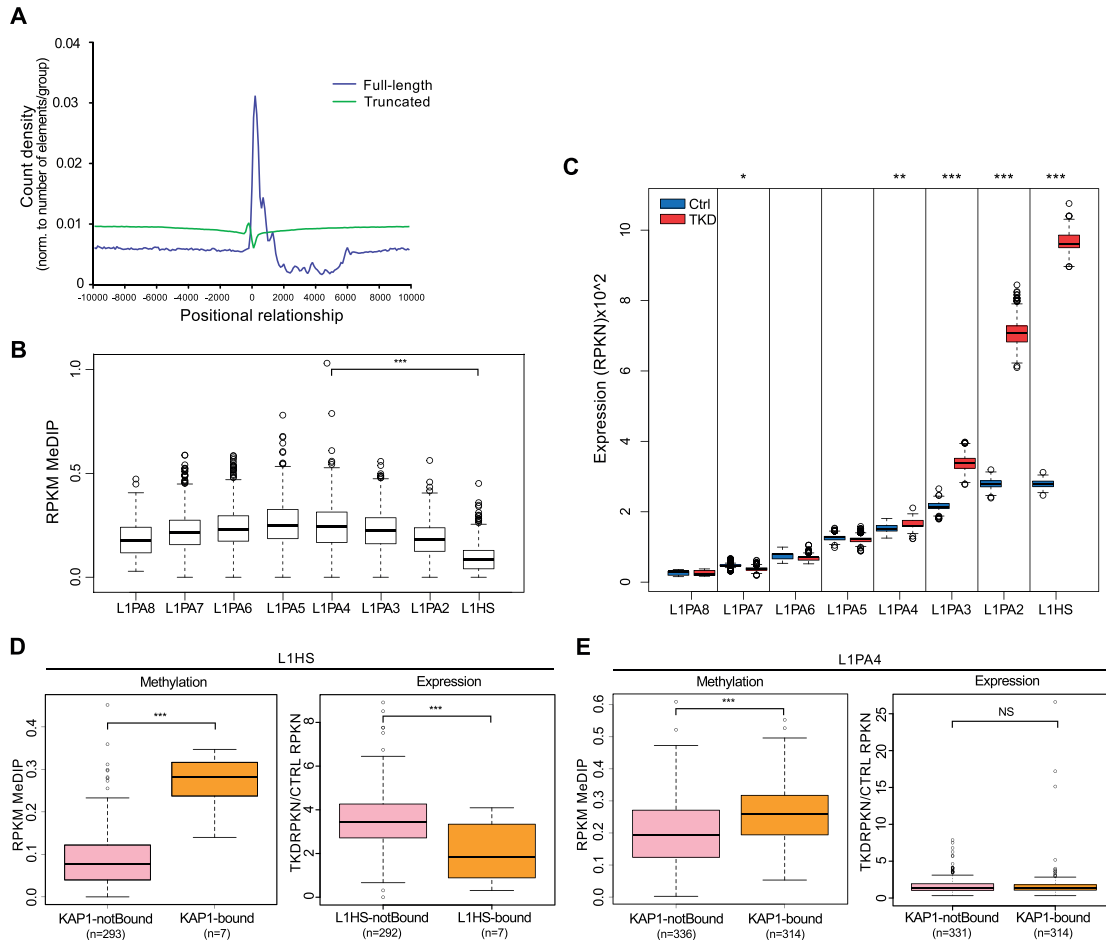 A
0.04
0.03
0.02
0.01
0
Count density
(norm. to number of elements/group)
Full-length
Truncated
-10000 -8000 -6000 -4000 -2000 0 2000 4000 6000 8000 10000
Positional relationship
B
***
1.0
0.5
0.0
RPKM MeDIP
L1PA8 L1PA7 L1PA6 L1PA5 L1PA4 L1PA3 L1PA2 L1HS
C
* ** *** *** ***
Ctrl
TKD
10
8
6
4
2
0
Expression (RPKN)x10^2
L1PA8 L1PA7 L1PA6 L1PA5 L1PA4 L1PA3 L1PA2 L1HS
D
L1HS
Methylation
***
0.4
0.3
0.2
0.1
0.0
RPKM MeDIP
KAP1-notBound KAP1-bound
(n=293) (n=7)
Expression
***
8
6
4
2
0
TKDRPKN/CTRL RPKN
L1HS-notBound L1HS-bound
(n=292) (n=7)
E
L1PA4
Methylation
***
0.6
0.5
0.4
0.3
0.2
0.1
0.0
RPKM MeDIP
KAP1-notBound KAP1-bound
(n=336) (n=314)
Expression
NS
25
20
15
10
5
0
TKDRPKN/CTRL RPKN
KAP1-notBound KAP1-bound
(n=331) (n=314)